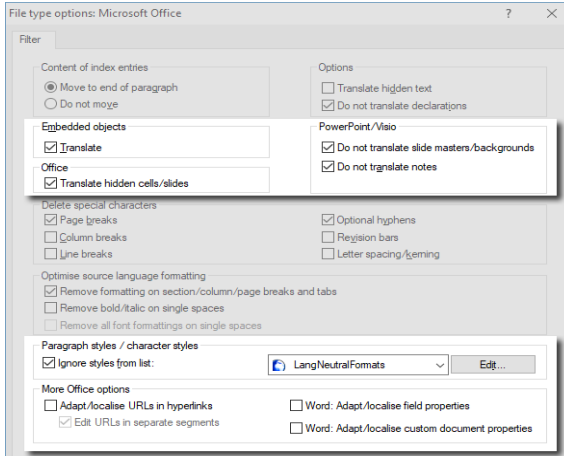 File type options: Microsoft Office
?
Filter
Content of index entries
Move to end of paragraph
Do not move
Options
Translate hidden text
Do not translate declarations
Embedded objects
Translate
PowerPoint/Visio
Do not translate slide masters/backgrounds
Do not translate notes
Office
Translate hidden cells/slides
Delete special characters
Page breaks
Column breaks
Line breaks
Optional hyphens
Revision bars
Letter spacing/kerning
Optimise source language formatting
Remove formatting on section/column/page breaks and tabs
Remove bold/italic on single spaces
Remove all font formattings on single spaces
Paragraph styles / character styles
Ignore styles from list:
LangNeutralFormats
Edit...
More Office options
Adapt/localise URLs in hyperlinks
Edit URLs in separate segments
Word: Adapt/localise field properties
Word: Adapt/localise custom document properties